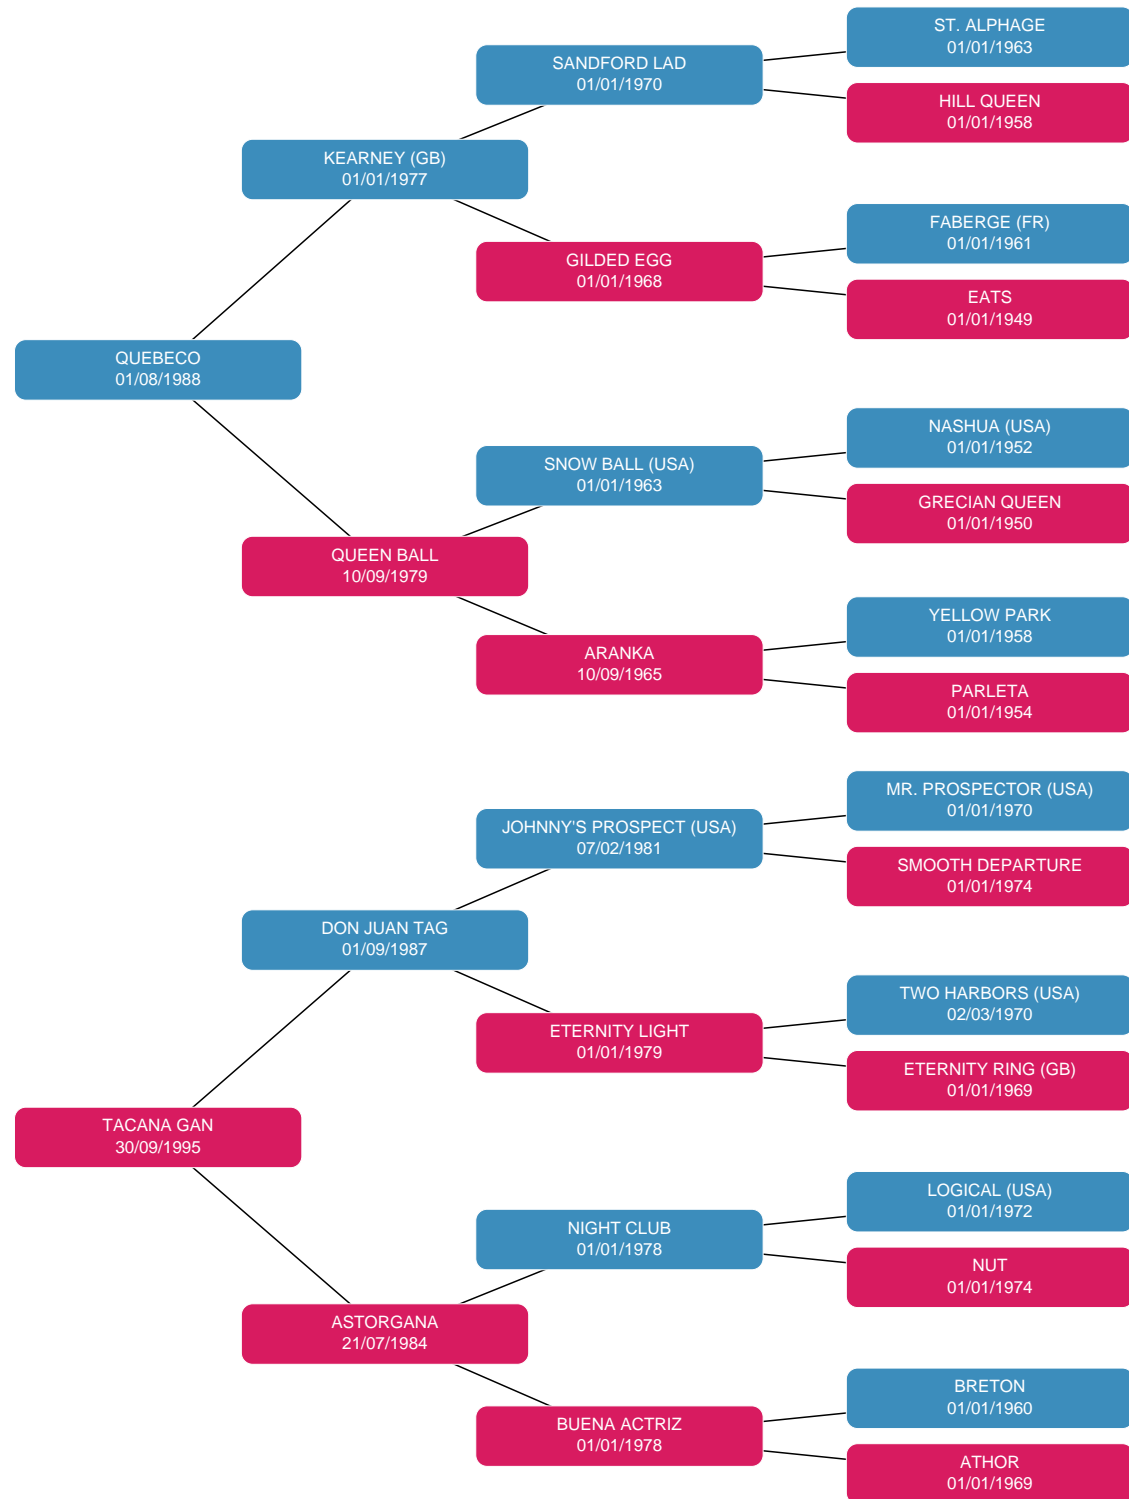 ST. ALPHAGE
01/01/1963
SANDFORD LAD
01/01/1970
HILL QUEEN
01/01/1958
KEARNEY (GB)
01/01/1977
FABERGE (FR)
01/01/1961
GILDED EGG
01/01/1968
EATS
01/01/1949
QUEBECO
01/08/1988
NASHUA (USA)
01/01/1952
SNOW BALL (USA)
01/01/1963
GRECIAN QUEEN
01/01/1950
QUEEN BALL
10/09/1979
YELLOW PARK
01/01/1958
ARANKA
10/09/1965
PARLETA
01/01/1954
MR. PROSPECTOR (USA)
01/01/1970
JOHNNY'S PROSPECT (USA)
07/02/1981
SMOOTH DEPARTURE
01/01/1974
DON JUAN TAG
01/09/1987
TWO HARBORS (USA)
02/03/1970
ETERNITY LIGHT
01/01/1979
ETERNITY RING (GB)
01/01/1969
TACANA GAN
30/09/1995
LOGICAL (USA)
01/01/1972
NIGHT CLUB
01/01/1978
NUT
01/01/1974
ASTORGANA
21/07/1984
BRETON
01/01/1960
BUENA ACTRIZ
01/01/1978
ATHOR
01/01/1969